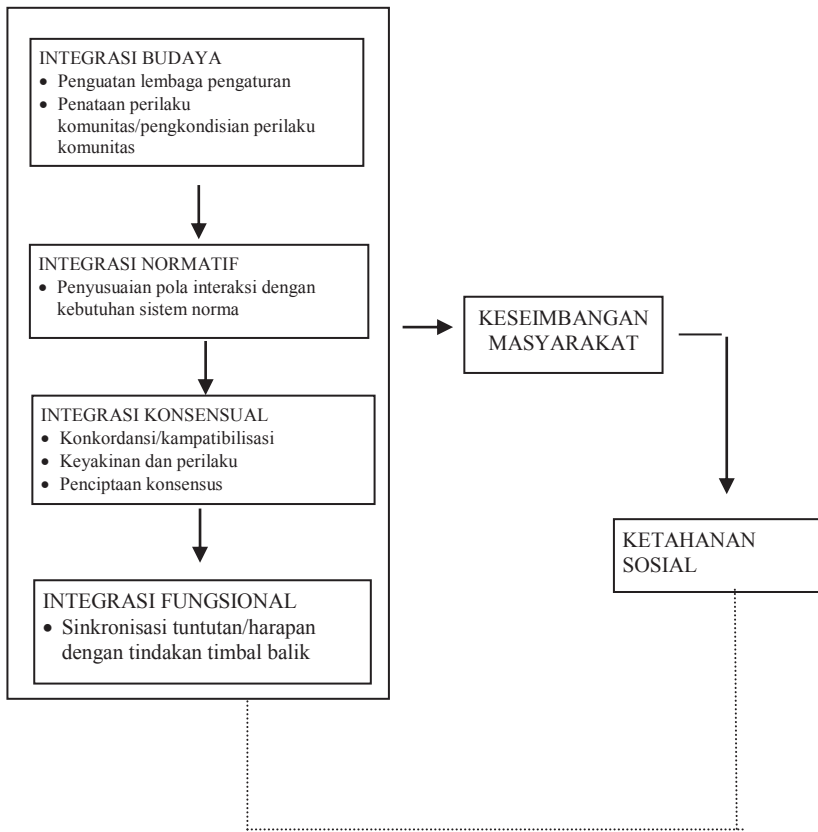 INTEGRASI BUDAYA
• Penguatan lembaga pengaturan
• Penataan perilaku
komunitas/pengkondisian perilaku
komunitas
INTEGRASI NORMATIF
• Penyusuaian pola interaksi dengan
kebutuhan sistem norma
INTEGRASI KONSENSUAL
• Konkordansi/kampatibilisasi
• Keyakinan dan perilaku
• Penciptaan konsensus
INTEGRASI FUNGSIONAL
• Sinkronisasi tuntutan/harapan
dengan tindakan timbal balik
KESEIMBANGAN
MASYARAKAT
KETAHANAN
SOSIAL